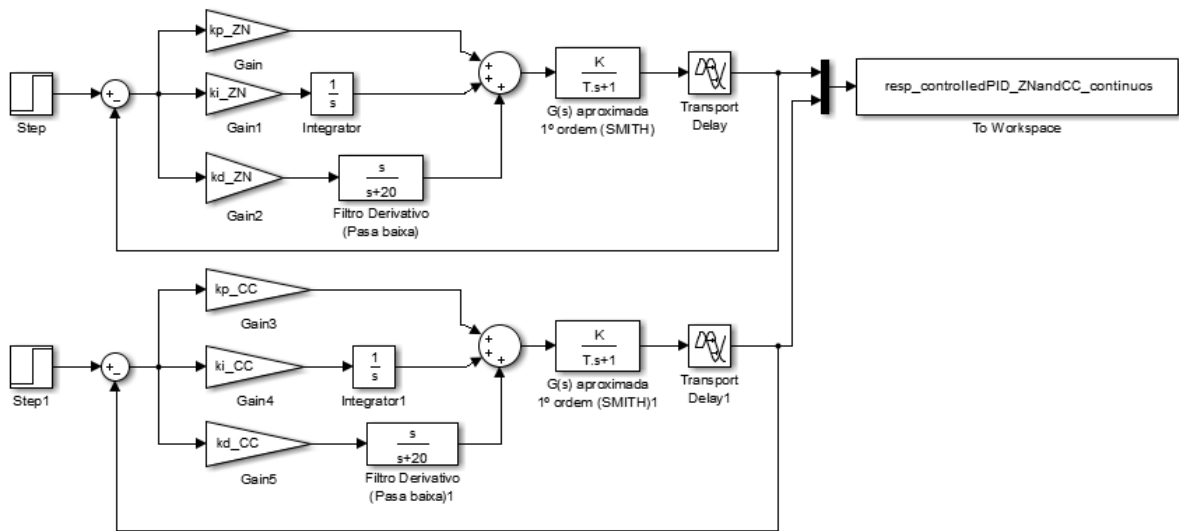 kp_ZN
Gain
Step
ki_ZN
Gain1
1
s
Integrator
kd_ZN
Gain2
s
s+20
Filtro Derivativo
(Pasa baixa)
K
T.s+1
G(s) aproximada
1º ordem (SMITH)
Transport
Delay
resp_controlledPID_ZNandCC_continuos
To Workspace
kp_CC
Gain3
Step1
ki_CC
Gain4
1
s
Integrator1
kd_CC
Gain5
s
s+20
Filtro Derivativo
(Pasa baixa)1
K
T.s+1
G(s) aproximada
1º ordem (SMITH)1
Transport
Delay1